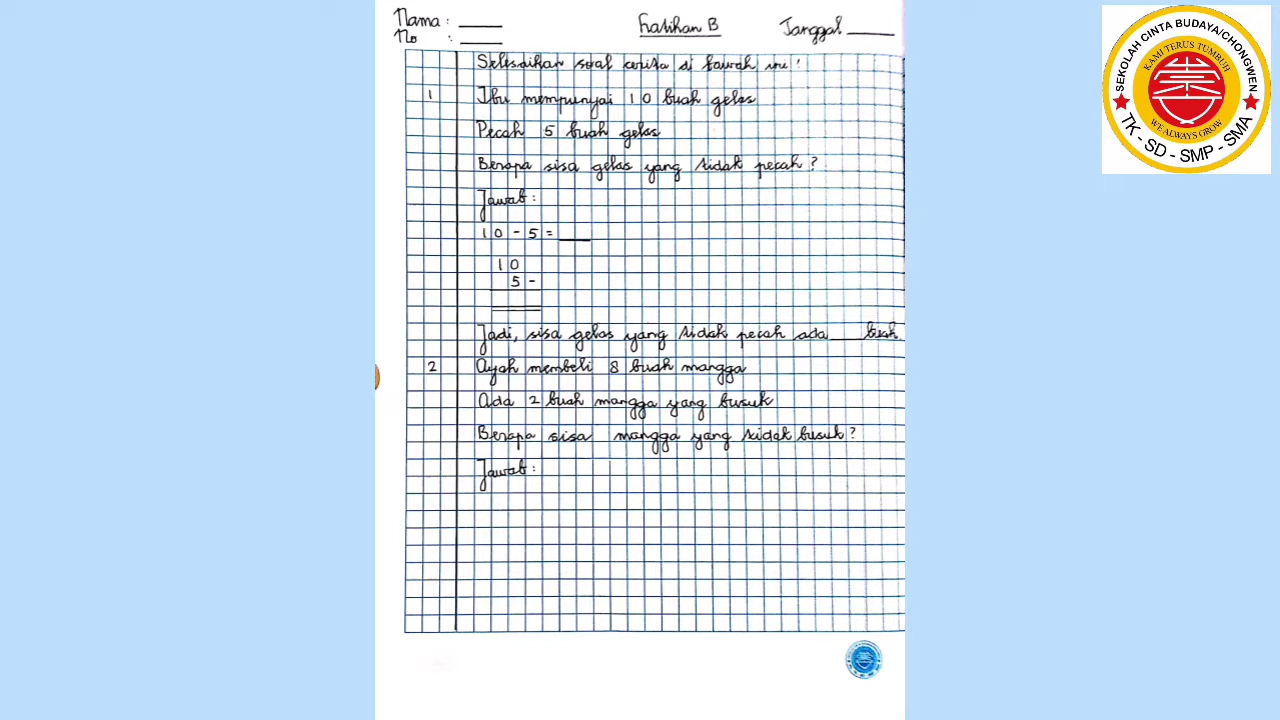 Nama : ____
No : ____
Latihan B
Tanggal ____
Selesaikan soal cerita di bawah ini !
1 Ibu mempunyai 10 buah gelas
Pecah 5 buah gelas
Berapa sisa gelas yang tidak pecah ?
Jawab :
10 - 5 = ____
10
5 -
Jadi, sisa gelas yang tidak pecah ada ____ buah.
2 Ayah membeli 8 buah mangga
Ada 2 buah mangga yang busuk
Berapa sisa mangga yang tidak busuk ?
Jawab :
SEKOLAH CINTA BUDAYA/CHONGWEN
KAMI TERUS TUMBUH
WE ALWAYS GROW
TK - SD - SMP - SMA